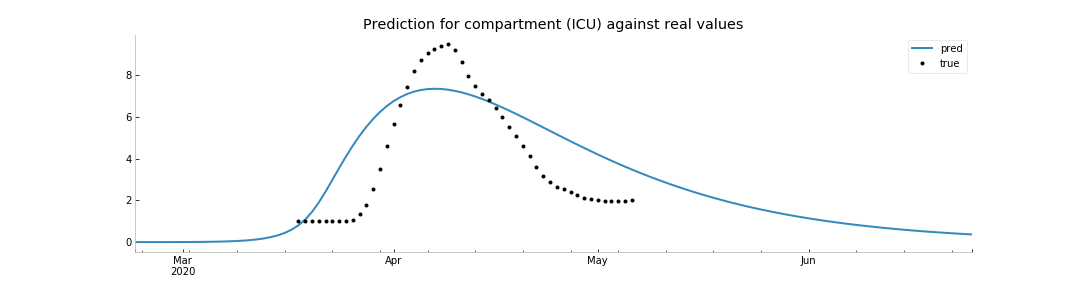 Prediction for compartment (ICU) against real values
pred
true
8
6
4
2
0
Mar
2020
Apr
May
Jun